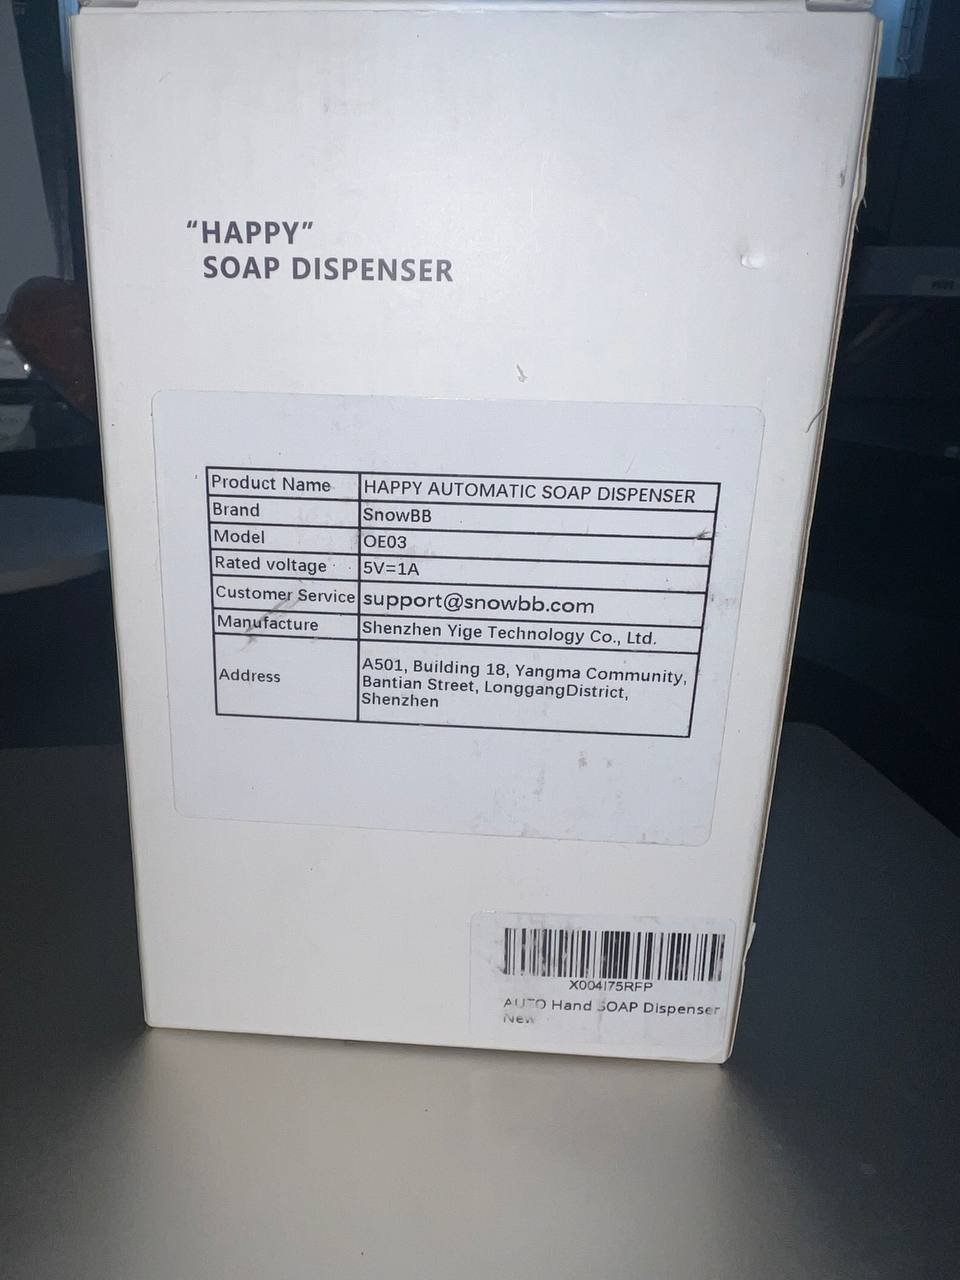 “HAPPY”
SOAP DISPENSER
Product Name HAPPY AUTOMATIC SOAP DISPENSER
Brand SnowBB
Model OE03
Rated voltage 5V=1A
Customer Service support@snowbb.com
Manufacture Shenzhen Yige Technology Co., Ltd.
Address A501, Building 18, Yangma Community,
Bantian Street, LonggangDistrict,
Shenzhen
X004I75RFP
AUTO Hand SOAP Dispenser
New